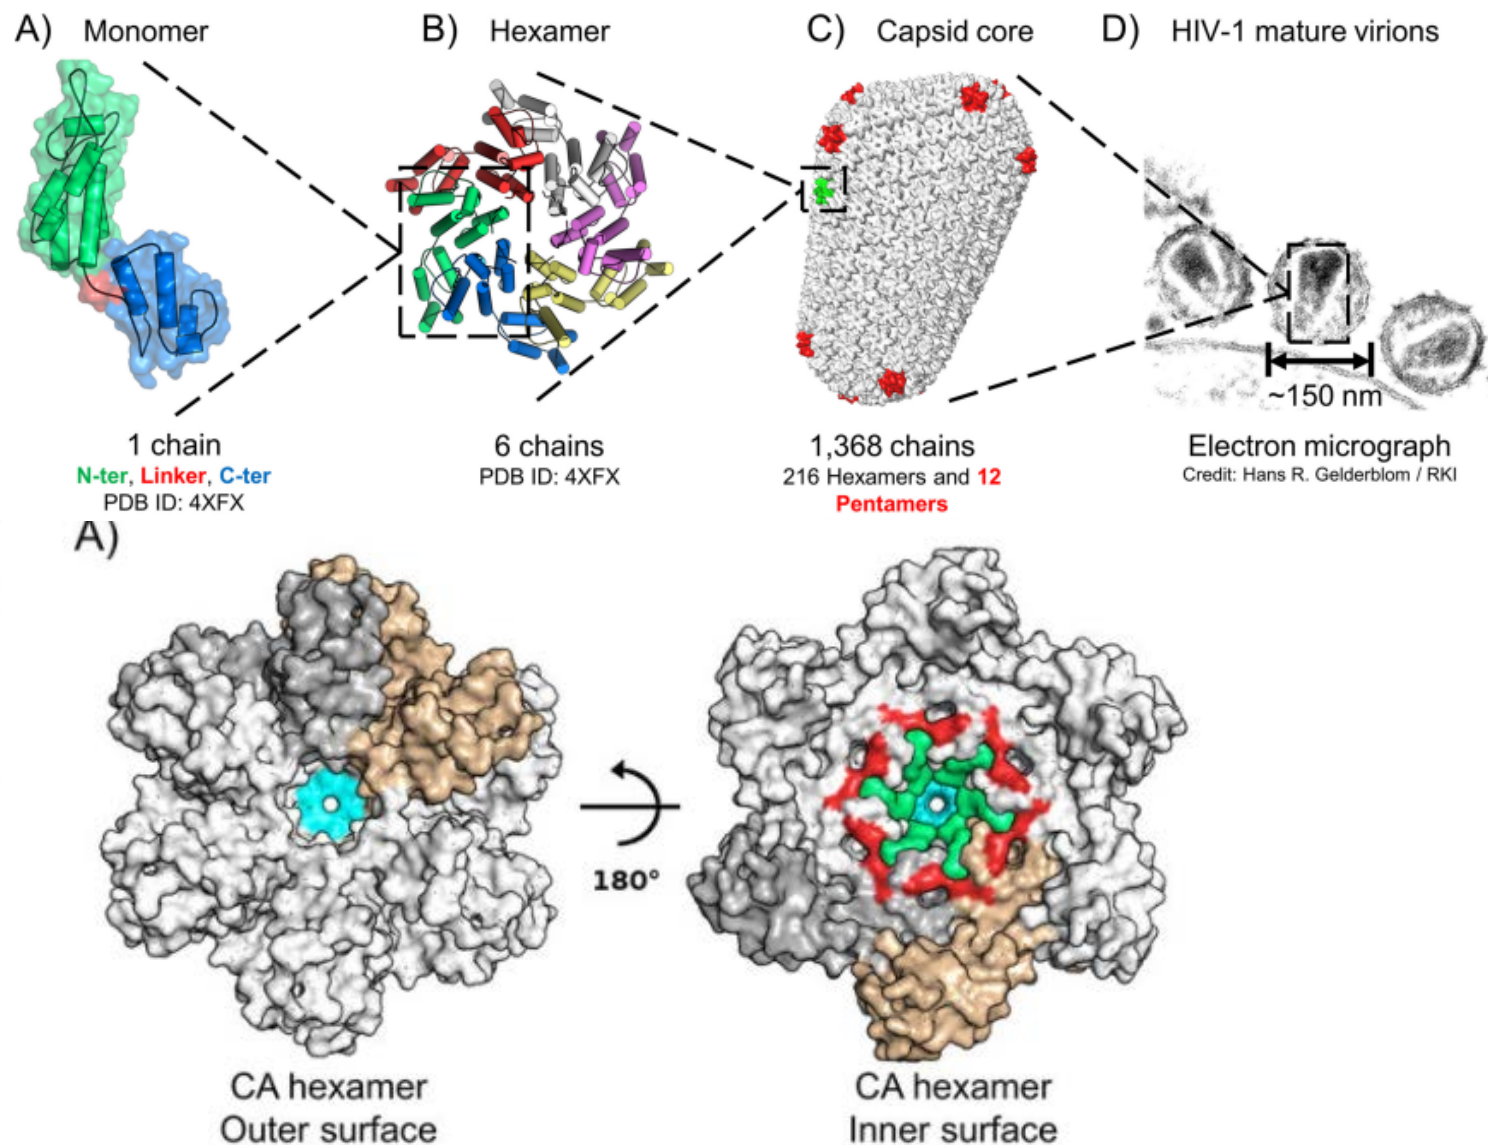 A) Monomer
B) Hexamer
C) Capsid core
D) HIV-1 mature virions
~150 nm
1 chain
N-ter, Linker, C-ter
PDB ID: 4XFX
6 chains
PDB ID: 4XFX
1,368 chains
216 Hexamers and 12
Pentamers
Electron micrograph
Credit: Hans R. Gelderblom / RKI
A)
180°
CA hexamer
Outer surface
CA hexamer
Inner surface